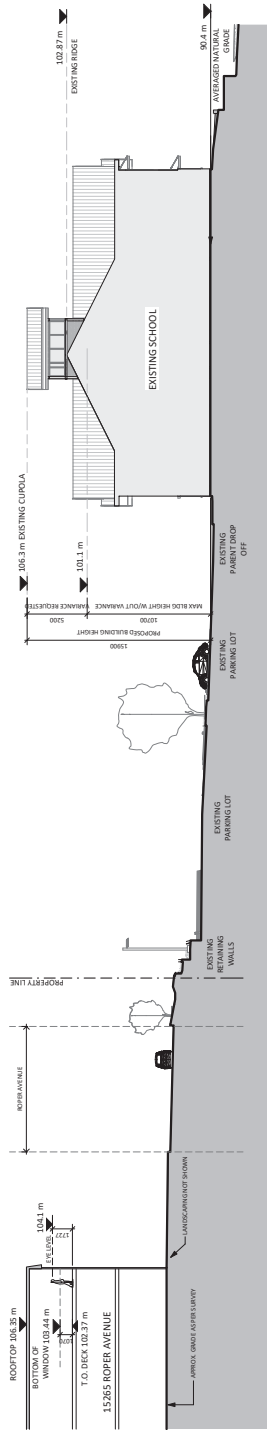 ROOFTOP 106.35 m
BOTTOM OF
WINDOW 103.44 m
T.O. DECK 102.37 m
15265 ROPER AVENUE
1070
EYE LEVEL
1727
104.1 m
LANDSCAPING NOT SHOWN
APPROX. GRADE AS PER SURVEY
ROPER AVENUE
PROPERTY LINE
EXISTING
RETAINING
WALLS
EXISTING
PARKING LOT
EXISTING
PARKING LOT
EXISTING
PARENT DROP
OFF
106.3 m EXISTING CUPOLA
101.1 m
15900
PROPOSED BUILDING HEIGHT
5200
VARIANCE REQUESTED
10700
MAX BLDG HEIGHT W/OUT VARIANCE
EXISTING SCHOOL
102.87 m
EXISTING RIDGE
90.4 m
AVERAGED NATURAL
GRADE